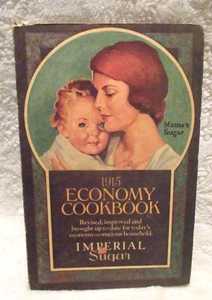 Mama's
Sugar
1915
ECONOMY
COOKBOOK
Revised, improved and
brought up to date for today's
economy-conscious household.
IMPERIAL
Sugar